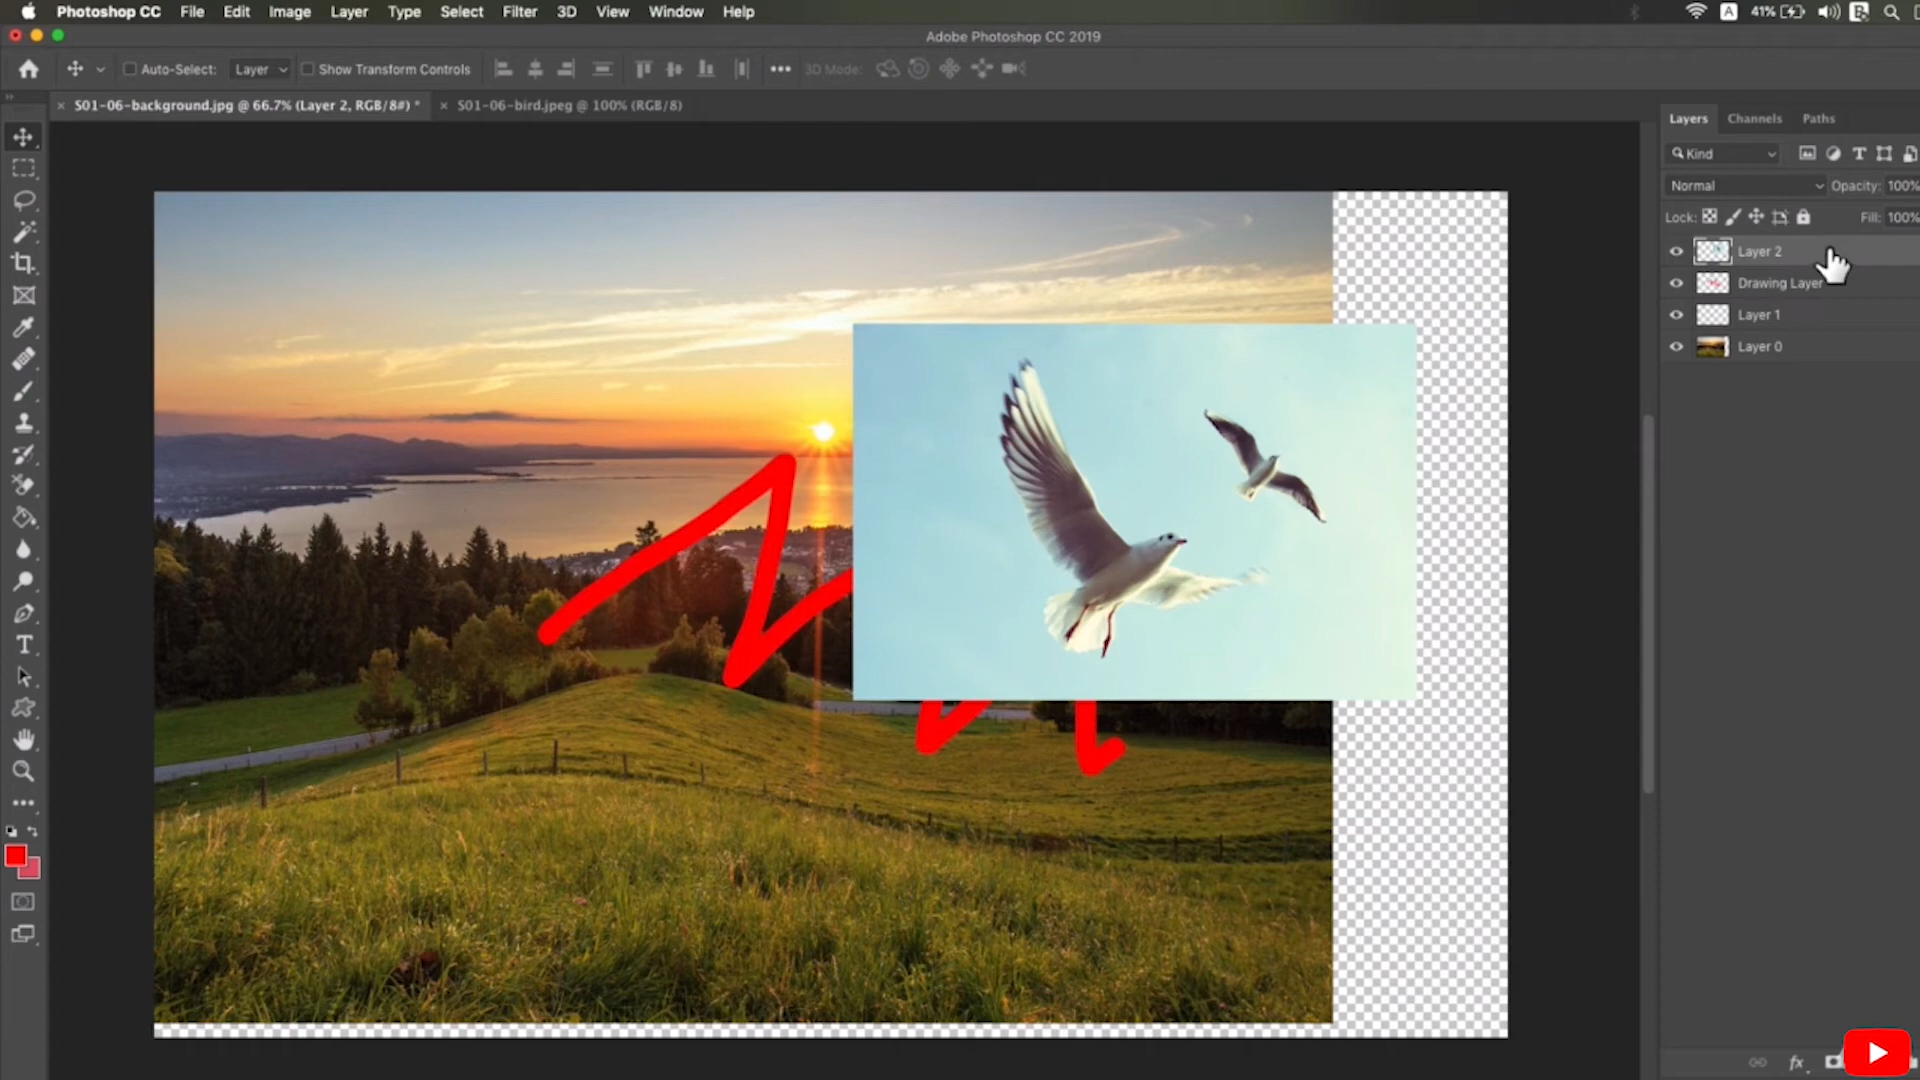 Photoshop CC File Edit Image Layer Type Select Filter 3D View Window Help A 41%
Adobe Photoshop CC 2019
Auto-Select: Layer Show Transform Controls 3D Mode:
S01-06-background.jpg @ 66.7% (Layer 2, RGB/8#) * S01-06-bird.jpeg @ 100% (RGB/8)
Layers Channels Paths
Kind
Normal Opacity: 100%
Lock: Fill: 100%
Layer 2
Drawing Layer
Layer 1
Layer 0
fx